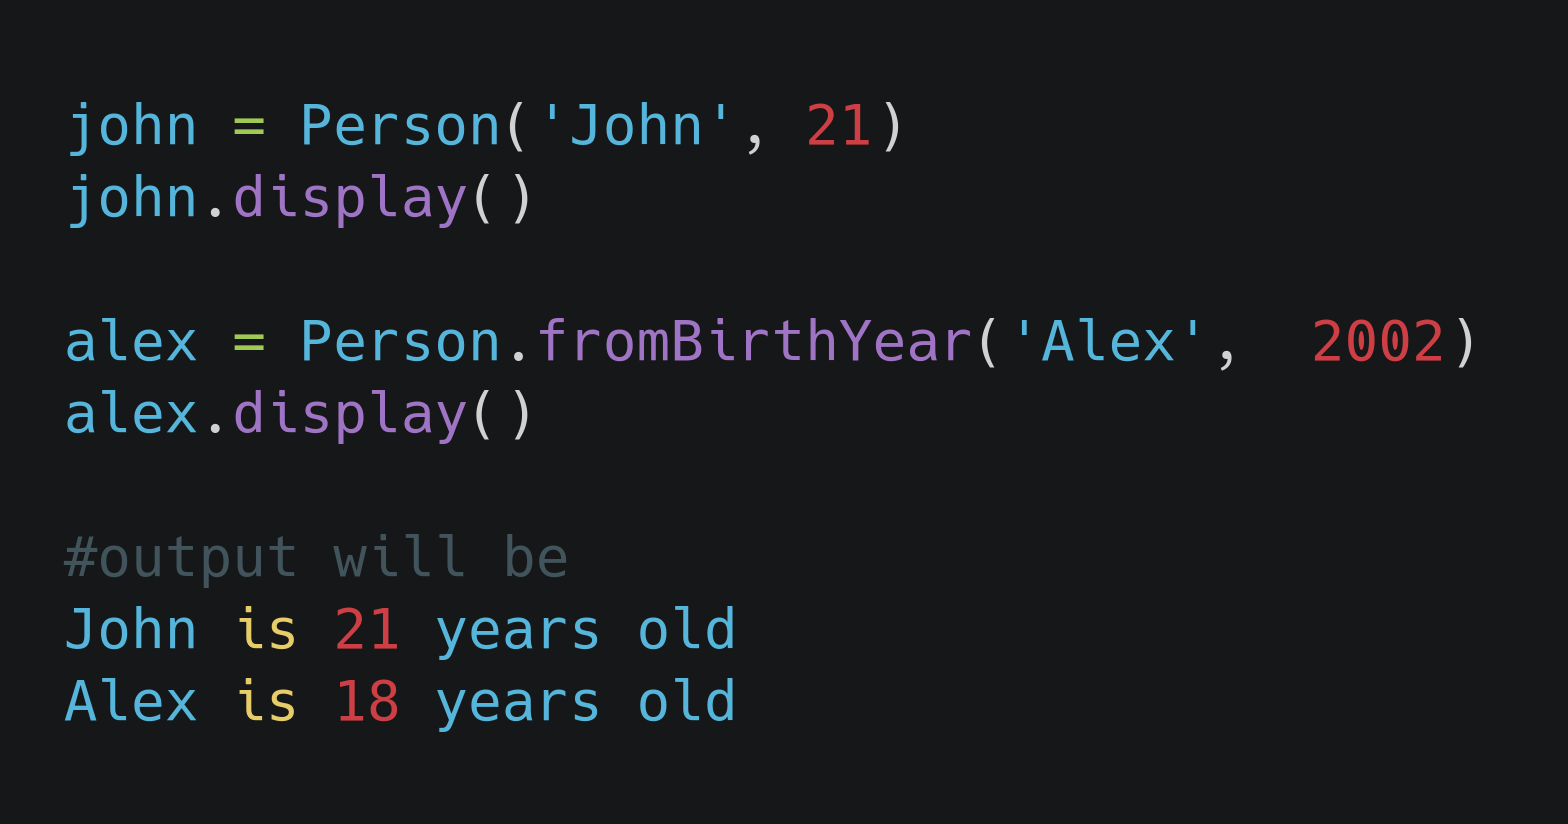 john = Person('John', 21)
john.display()
alex = Person.fromBirthYear('Alex',  2002)
alex.display()
#output will be
John is 21 years old
Alex is 18 years old